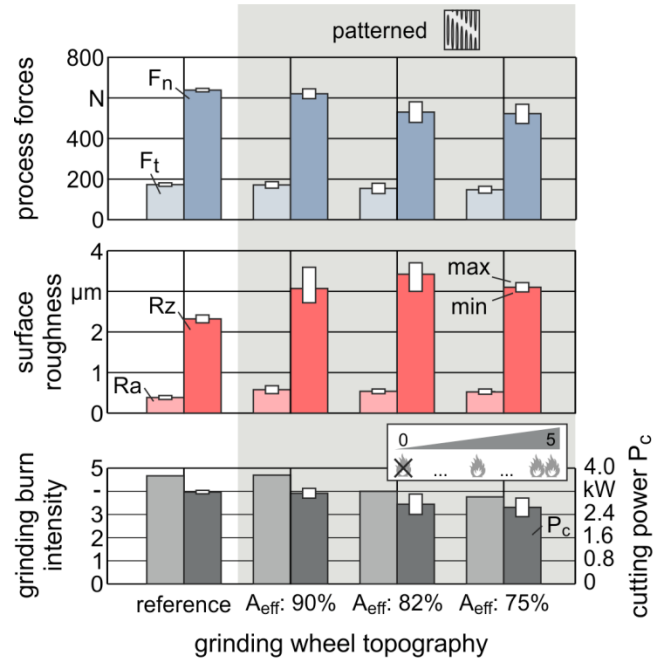 patterned
process forces
800
N
400
200
0
Fn
Ft
surface
roughness
4
μm
2
1
0
Rz
Ra
max
min
0
5
...
...
grinding burn
intensity
5
-
3
2
1
0
4.0
kW
2.4
1.6
0.8
0
cutting power Pc
Pc
reference
Aeff: 90%
Aeff: 82%
Aeff: 75%
grinding wheel topography